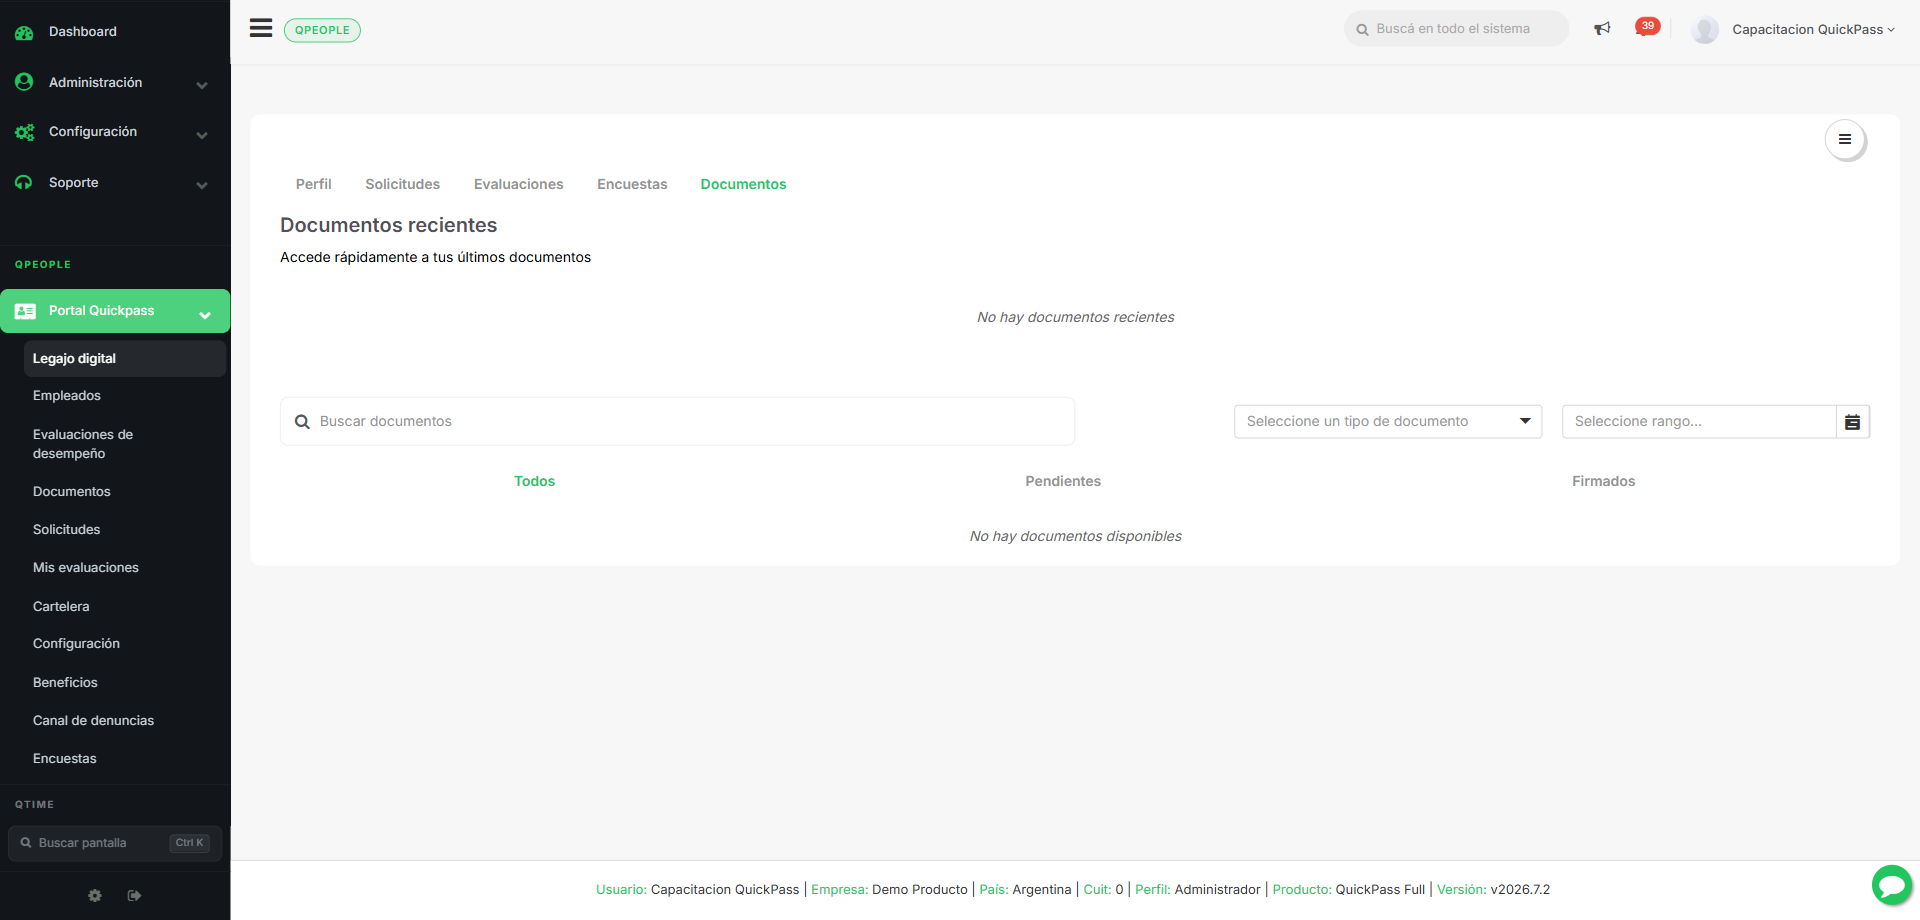 Dashboard
Administración
Configuración
Soporte
QPEOPLE
Portal Quickpass
Legajo digital
Empleados
Evaluaciones de
desempeño
Documentos
Solicitudes
Mis evaluaciones
Cartelera
Configuración
Beneficios
Canal de denuncias
Encuestas
QTIME
Buscar pantalla Ctrl K
QPEOPLE
Buscá en todo el sistema
39
Capacitacion QuickPass
Perfil Solicitudes Evaluaciones Encuestas Documentos
Documentos recientes
Accede rápidamente a tus últimos documentos
No hay documentos recientes
Buscar documentos
Seleccione un tipo de documento
Seleccione rango...
Todos Pendientes Firmados
No hay documentos disponibles
Usuario: Capacitacion QuickPass | Empresa: Demo Producto | País: Argentina | Cuit: 0 | Perfil: Administrador | Producto: QuickPass Full | Versión: v2026.7.2